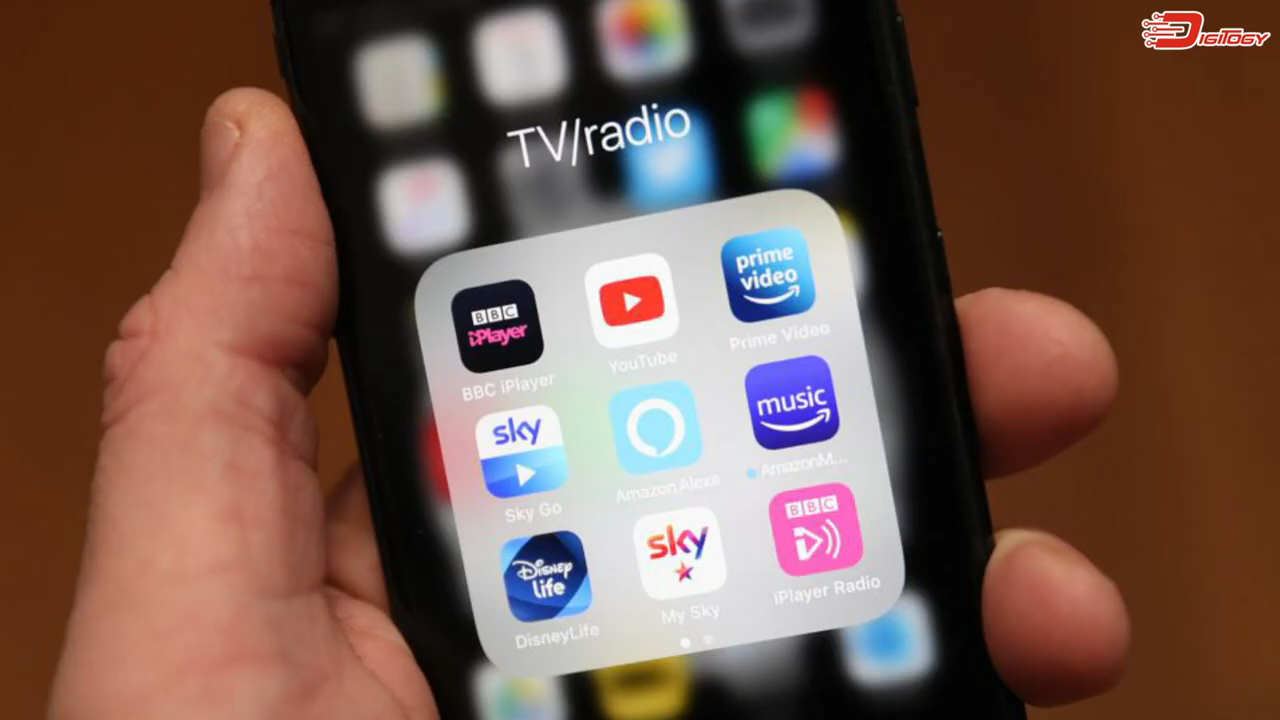 DIGITOGY
TV/radio
BBC
iPlayer
BBC iPlayer
YouTube
prime
video
Prime Video
sky
Sky Go
Amazon Alexa
music
AmazonM...
Disney
life
DisneyLife
sky
My Sky
BBC
iPlayer Radio